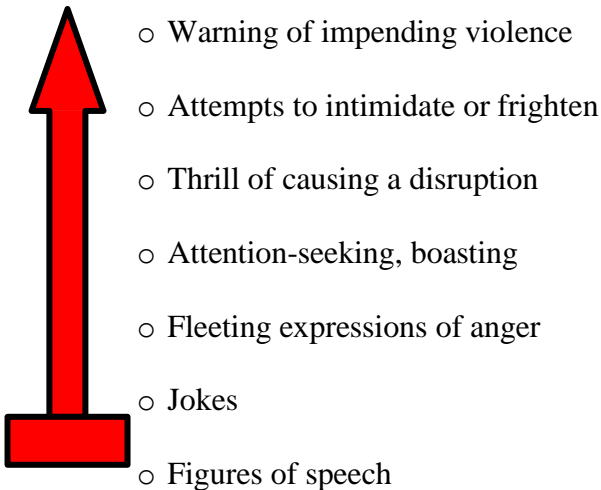 ○ Warning of impending violence
○ Attempts to intimidate or frighten
○ Thrill of causing a disruption
○ Attention-seeking, boasting
○ Fleeting expressions of anger
○ Jokes
○ Figures of speech